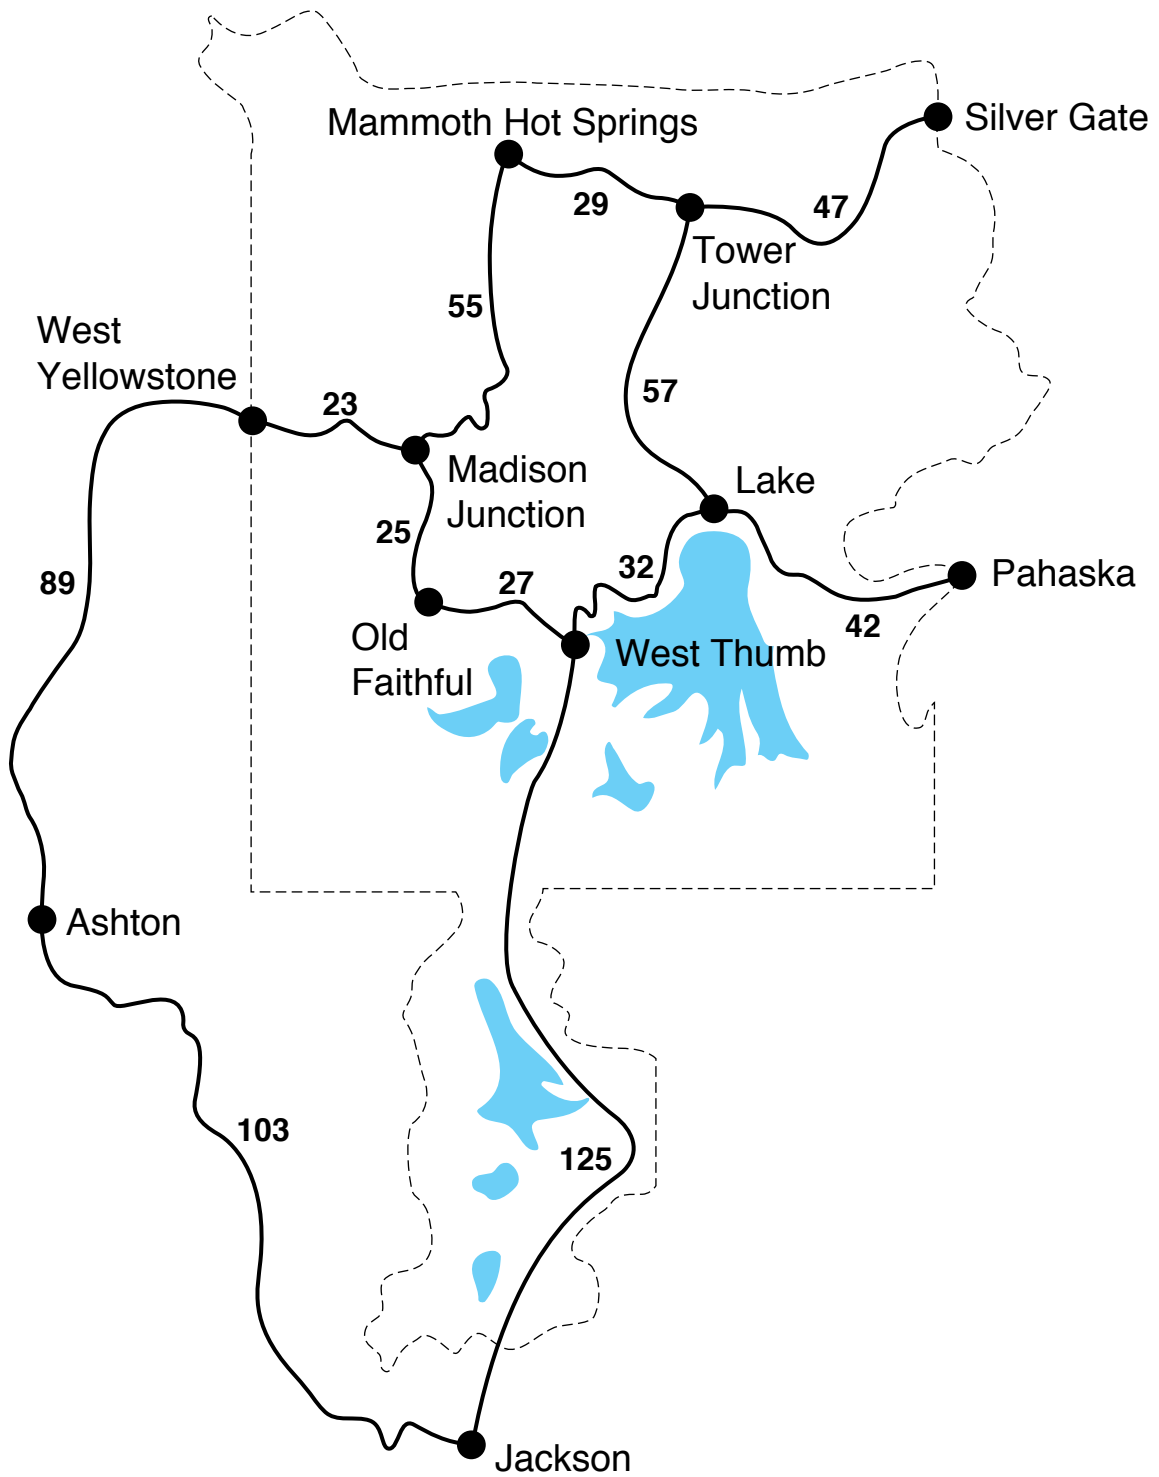 Mammoth Hot Springs
Silver Gate
29
47
Tower
Junction
55
West
Yellowstone
23
57
Madison
Junction
Lake
25
32
27
89
Pahaska
42
Old
Faithful
West Thumb
Ashton
103
125
Jackson